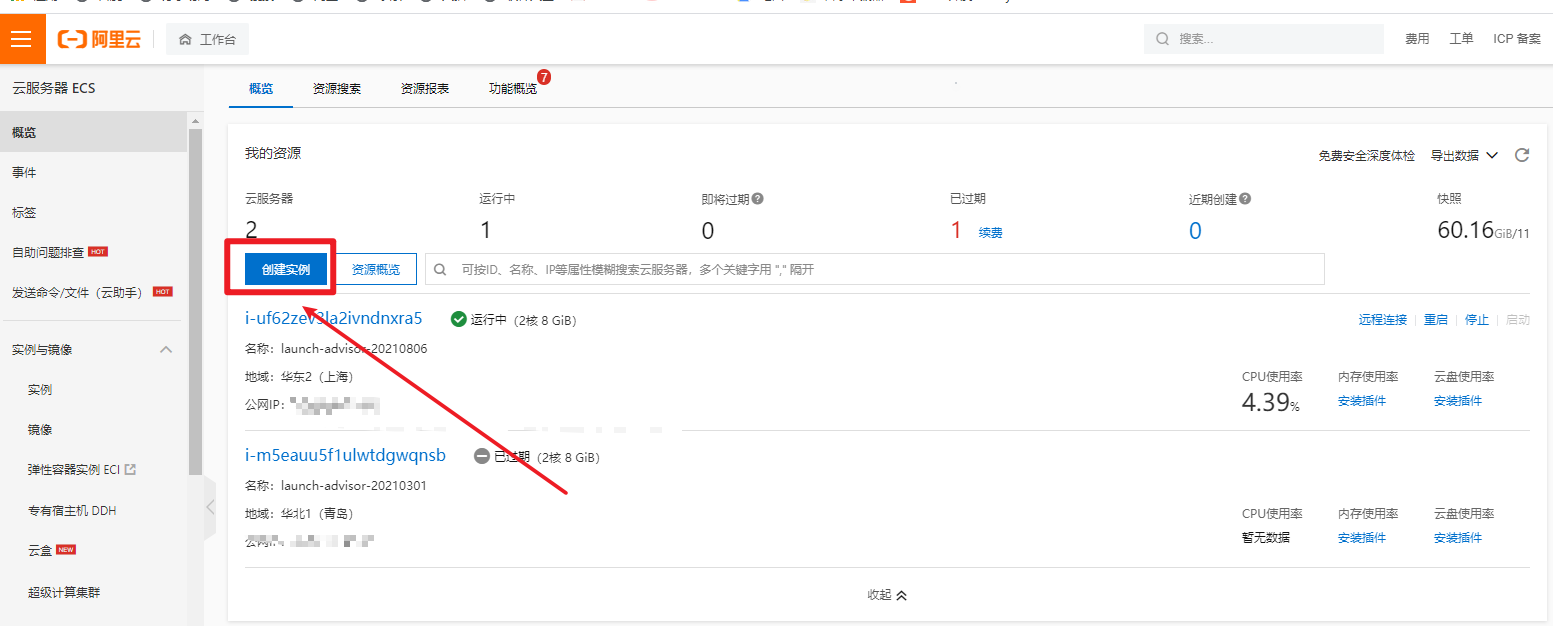 阿里云
工作台
搜索...
费用
工单
ICP 备案
云服务器 ECS
概览
资源搜索
资源报表
功能概览
7
概览
事件
标签
自助问题排查 HOT
发送命令/文件（云助手） HOT
实例与镜像
实例
镜像
弹性容器实例 ECI
专有宿主机 DDH
云盒 NEW
超级计算集群
我的资源
免费安全深度体检
导出数据
云服务器
运行中
即将过期
已过期
近期创建
快照
2
1
0
1 续费
0
60.16GiB/11
创建实例
资源概览
可按ID、名称、IP等属性模糊搜索云服务器，多个关键字用 "," 隔开
i-uf62zev3la2ivndnxra5
运行中 (2核 8 GiB)
远程连接
重启
停止
启动
名称：launch-advisor-20210806
地域：华东2（上海）
公网IP：
CPU使用率
内存使用率
云盘使用率
4.39%
安装插件
安装插件
i-m5eauu5f1ulwtdgwqnsb
已过期 (2核 8 GiB)
名称：launch-advisor-20210301
地域：华北1（青岛）
CPU使用率
内存使用率
云盘使用率
暂无数据
安装插件
安装插件
收起